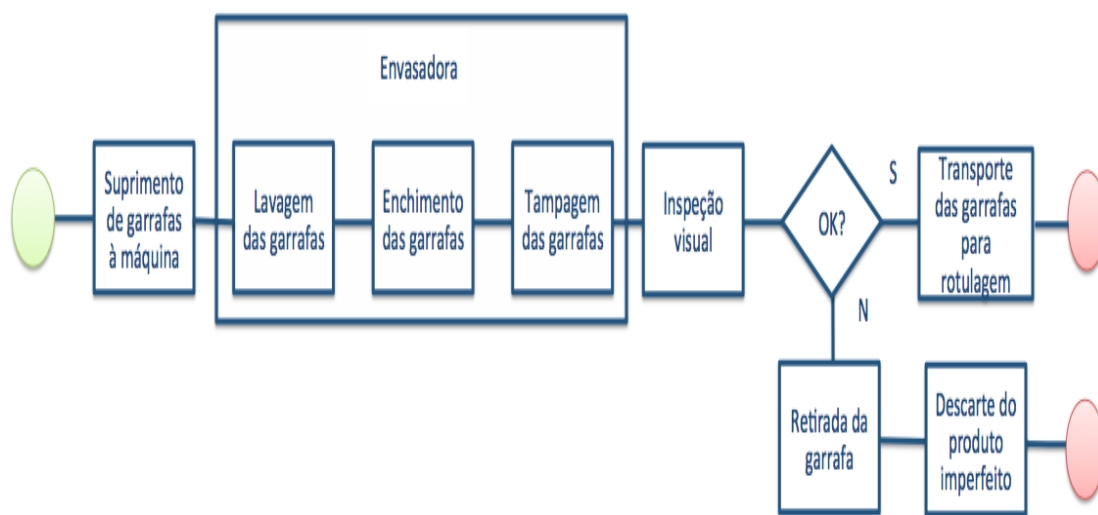 Envasadora
Suprimento
de garrafas
à máquina
Lavagem
das garrafas
Enchimento
das garrafas
Tampagem
das garrafas
Inspeção
visual
OK?
S
Transporte
das garrafas
para
rotulagem
N
Retirada da
garrafa
Descarte do
produto
imperfeito